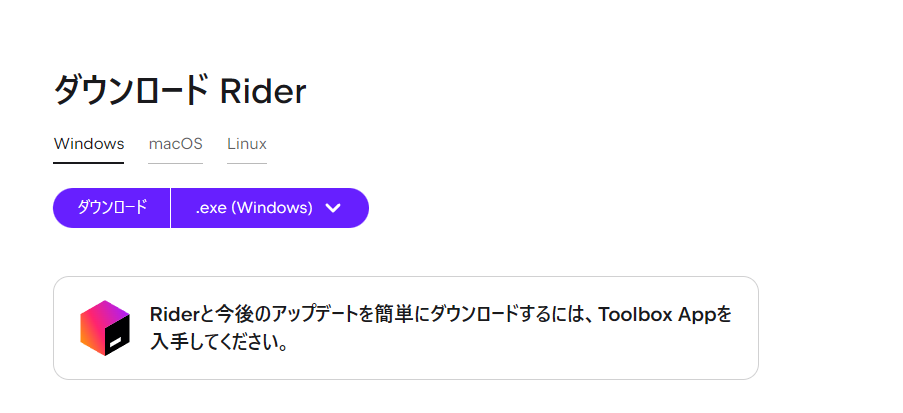 ダウンロード Rider
Windows macOS Linux
ダウンロード .exe (Windows)
Riderと今後のアップデートを簡単にダウンロードするには、Toolbox Appを
入手してください。